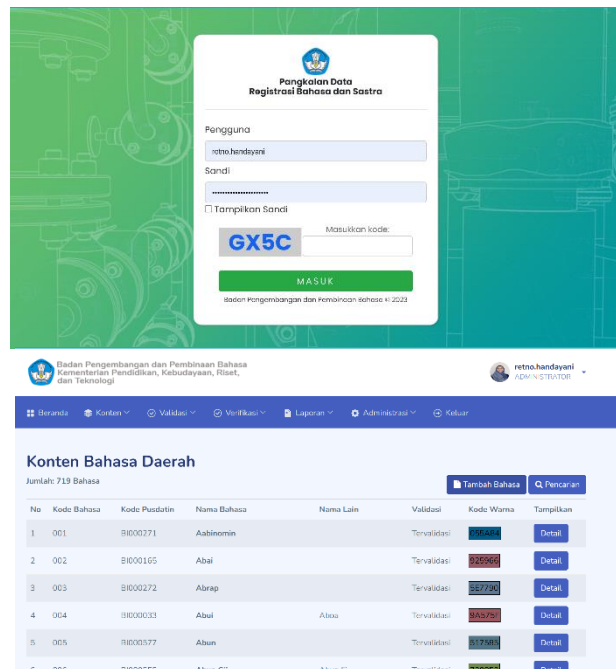 Pangkalan Data
Registrasi Bahasa dan Sastra
Pengguna
retno.handayani
Sandi
Tampilkan Sandi
Masukkan kode:
GX5C
MASUK
Badan Pengembangan dan Pembinaan Bahasa © 2023
Badan Pengembangan dan Pembinaan Bahasa
Kementerian Pendidikan, Kebudayaan, Riset,
dan Teknologi
retno.handayani
ADMINISTRATOR
Beranda Konten Validasi Verifikasi Laporan Administrasi Keluar
Konten Bahasa Daerah
Jumlah: 719 Bahasa
Tambah Bahasa Pencarian
No Kode Bahasa Kode Pusdatin Nama Bahasa Nama Lain Validasi Kode Warna Tampilkan
1 001 BI000271 Aabinomin Tervalidasi Detail
2 002 BI000165 Abai Tervalidasi 925966 Detail
3 003 BI000272 Abrap Tervalidasi 5E7790 Detail
4 004 BI000033 Abui Tervalidasi Detail
5 005 BI000377 Abun Tervalidasi Detail